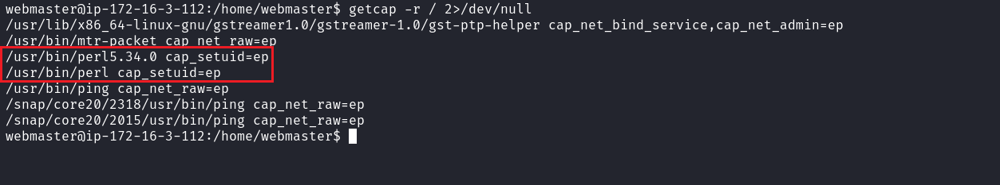 webmaster@ip-172-16-3-112:/home/webmaster$ getcap -r / 2>/dev/null
/usr/lib/x86_64-linux-gnu/gstreamer1.0/gstreamer-1.0/gst-ptp-helper cap_net_bind_service,cap_net_admin=ep
/usr/bin/mtr-packet cap_net_raw=ep
/usr/bin/perl5.34.0 cap_setuid=ep
/usr/bin/perl cap_setuid=ep
/usr/bin/ping cap_net_raw=ep
/snap/core20/2318/usr/bin/ping cap_net_raw=ep
/snap/core20/2015/usr/bin/ping cap_net_raw=ep
webmaster@ip-172-16-3-112:/home/webmaster$